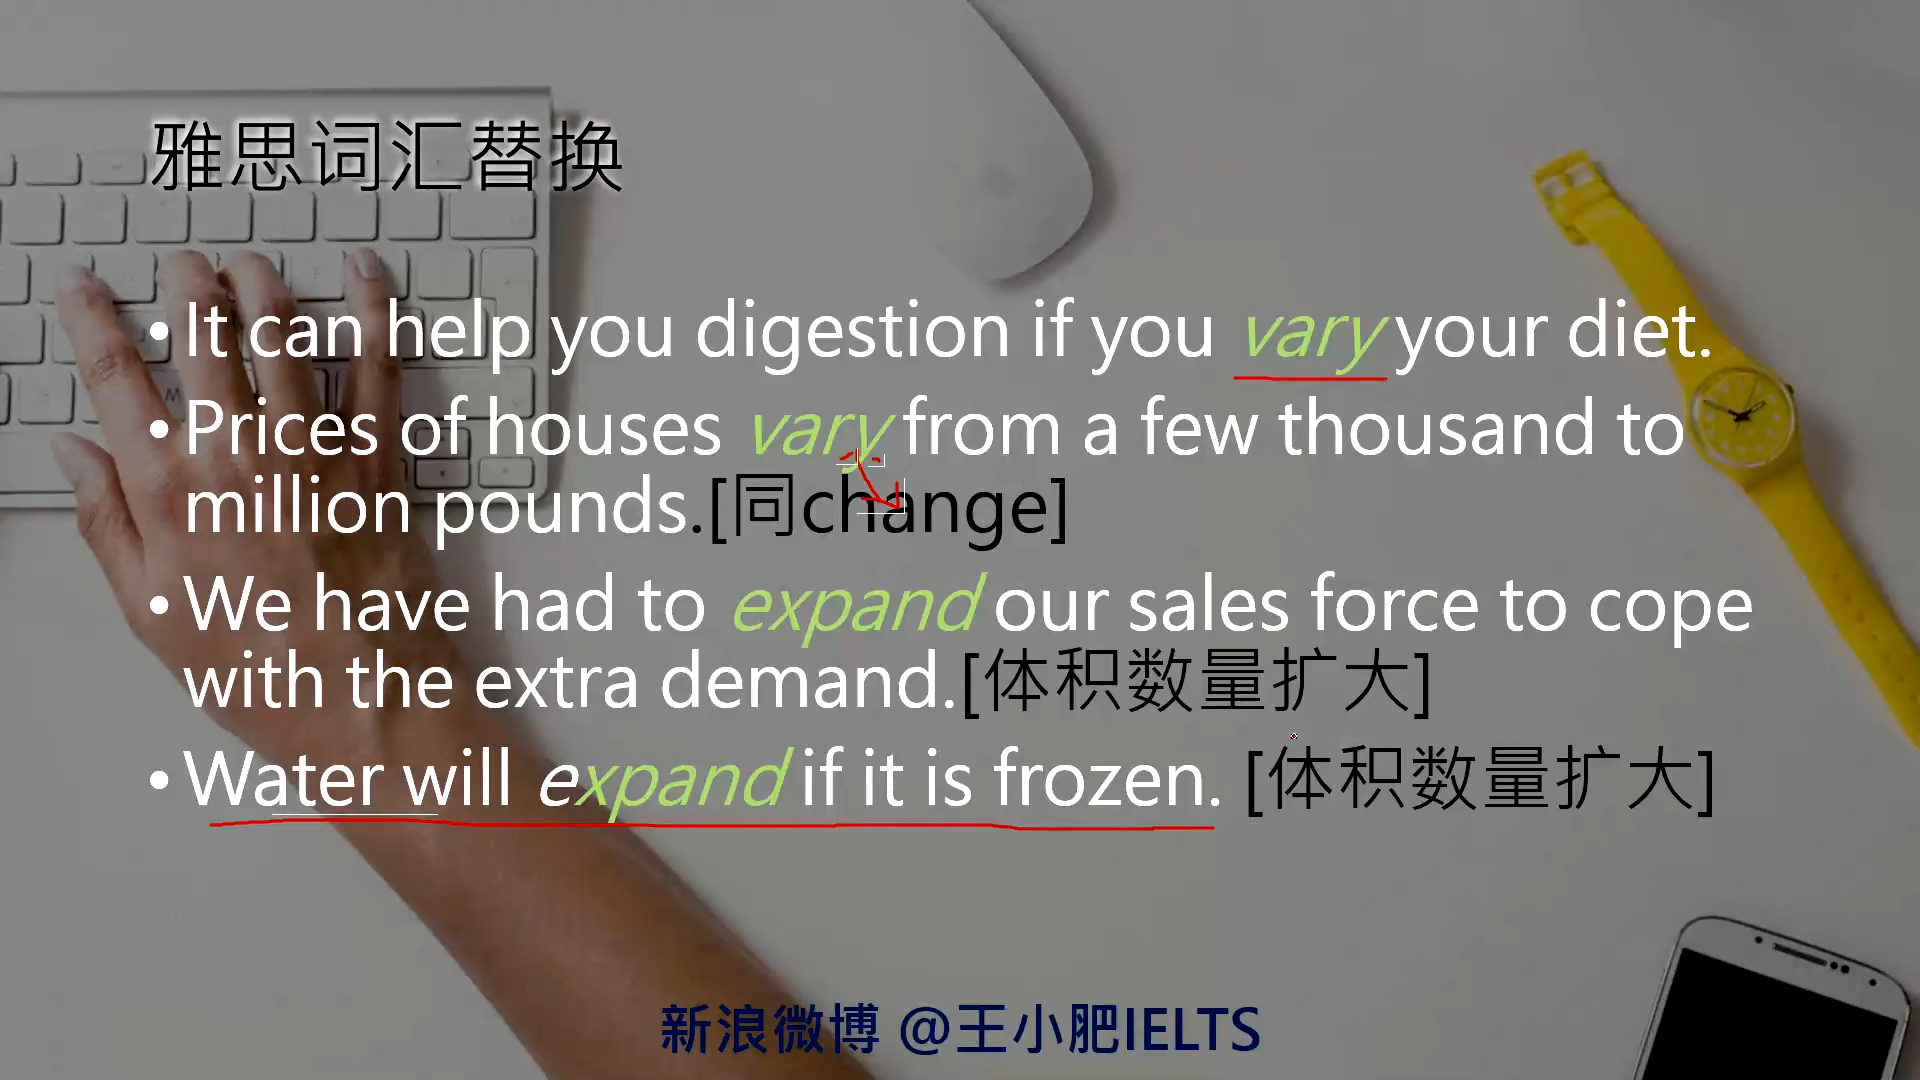 雅思词汇替换
•It can help you digestion if you vary your diet.
•Prices of houses vary from a few thousand to
million pounds.[同change]
•We have had to expand our sales force to cope
with the extra demand.[体积数量扩大]
•Water will expand if it is frozen. [体积数量扩大]
新浪微博 @王小肥IELTS